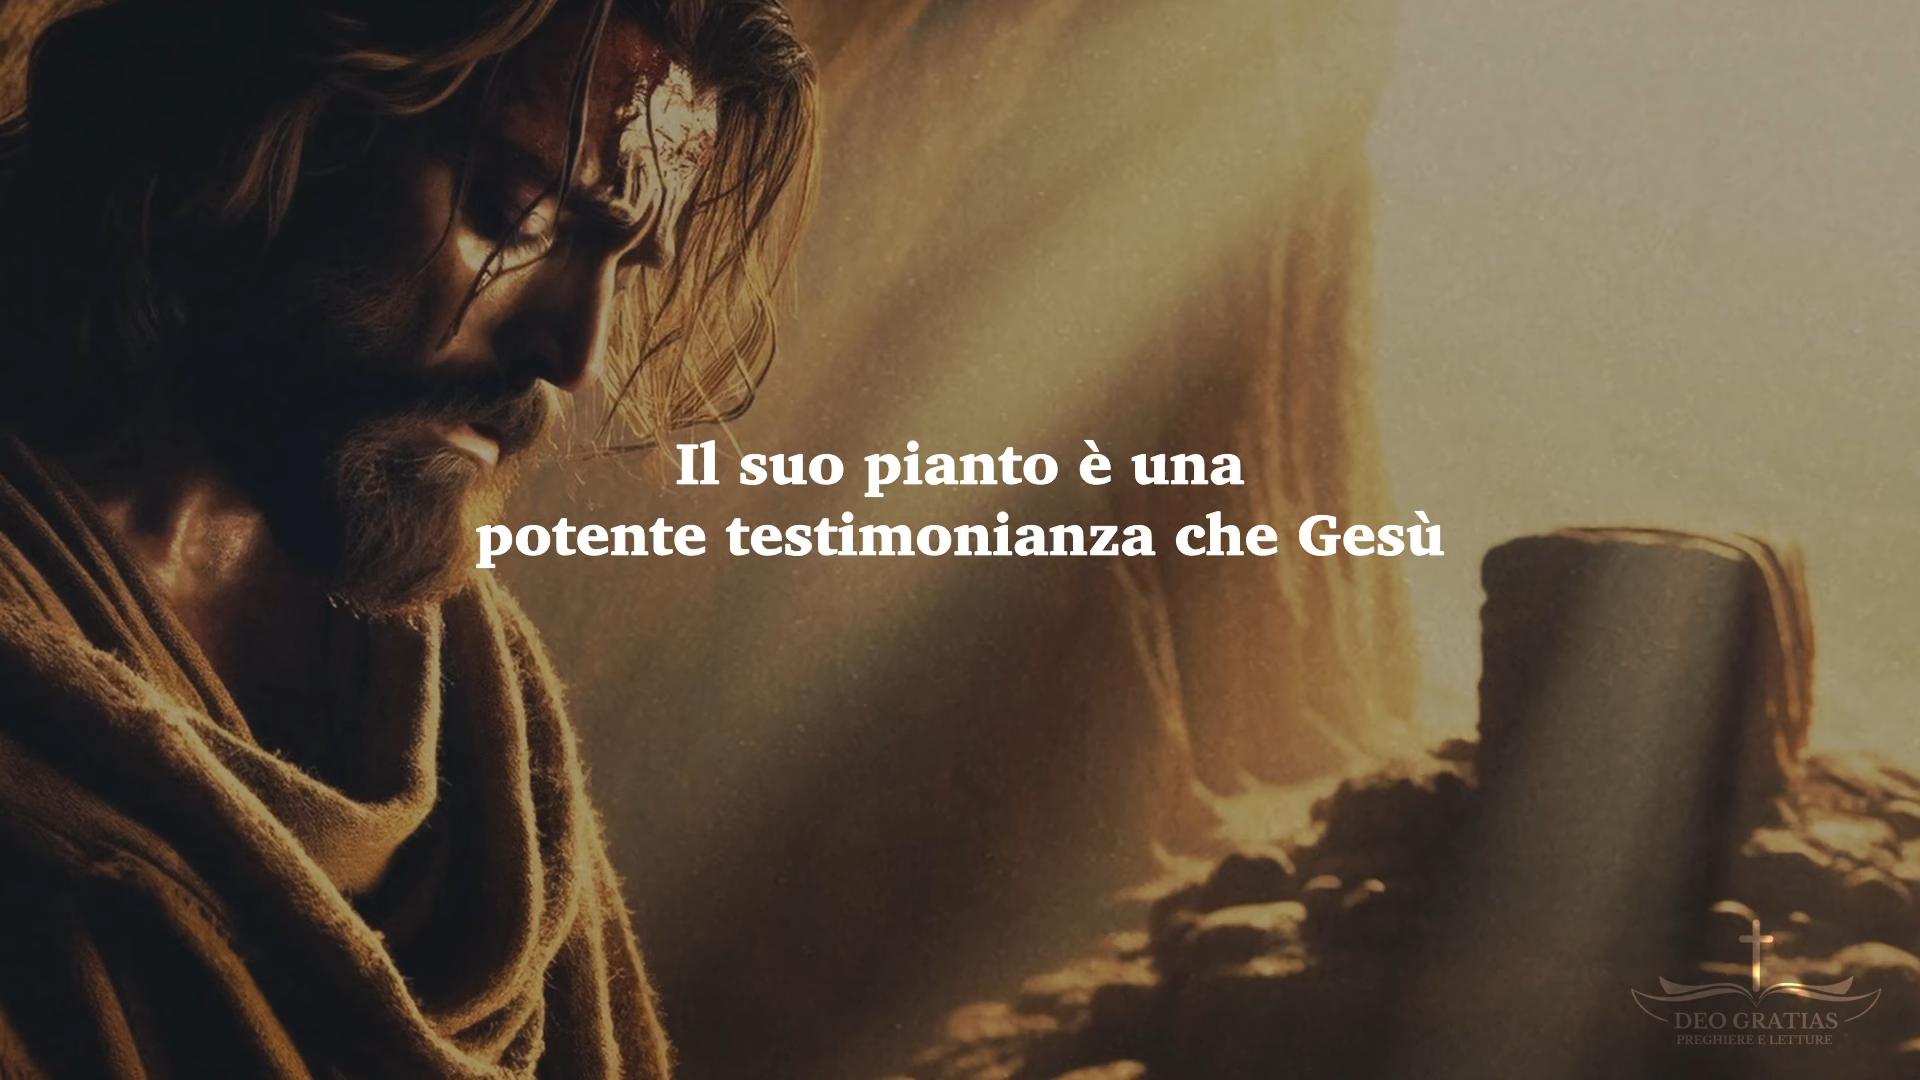 Il suo pianto è una
potente testimonianza che Gesù
DEO GRATIAS
PREGHIERE E LETTURE